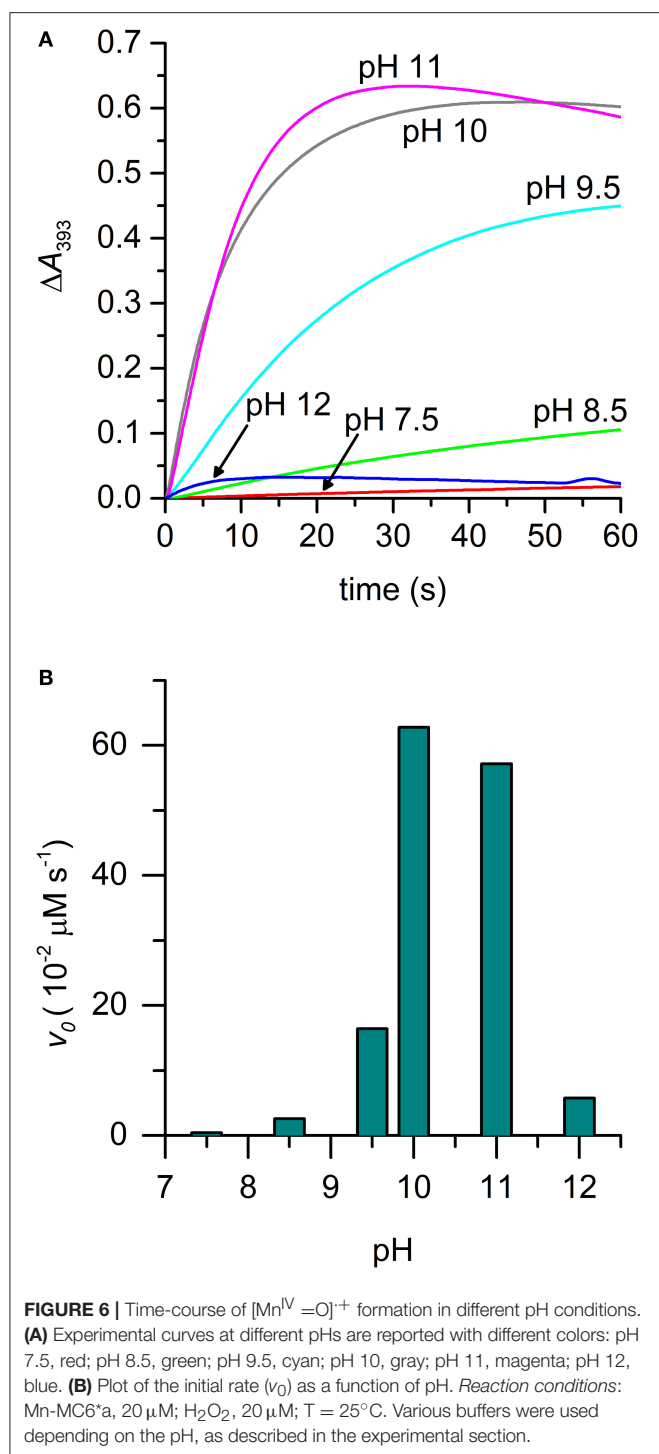 A
0.7
0.6
0.5
0.4
0.3
0.2
0.1
0.0
ΔA393
pH 11
pH 10
pH 9.5
pH 12
pH 7.5
pH 8.5
0 10 20 30 40 50 60
time (s)
B
60
40
20
0
v0 ( 10-2 μM s-1)
7 8 9 10 11 12
pH
FIGURE 6 | Time-course of [MnIV =O]·+ formation in different pH conditions.
(A) Experimental curves at different pHs are reported with different colors: pH
7.5, red; pH 8.5, green; pH 9.5, cyan; pH 10, gray; pH 11, magenta; pH 12,
blue. (B) Plot of the initial rate (v0) as a function of pH. Reaction conditions:
Mn-MC6*a, 20 μM; H2O2, 20 μM; T = 25°C. Various buffers were used
depending on the pH, as described in the experimental section.